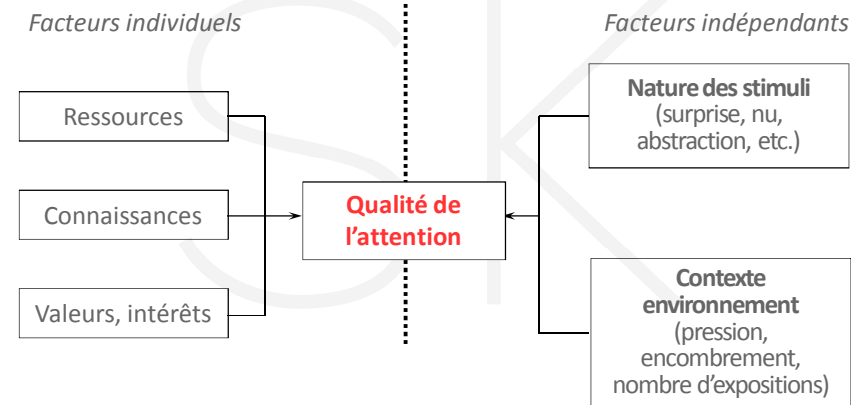 Facteurs individuels
Facteurs indépendants
Ressources
Connaissances
Valeurs, intérêts
Qualité de
l'attention
Nature des stimuli
(surprise, nu,
abstraction, etc.)
Contexte
environnement
(pression,
encombrement,
nombre d'expositions)
SK